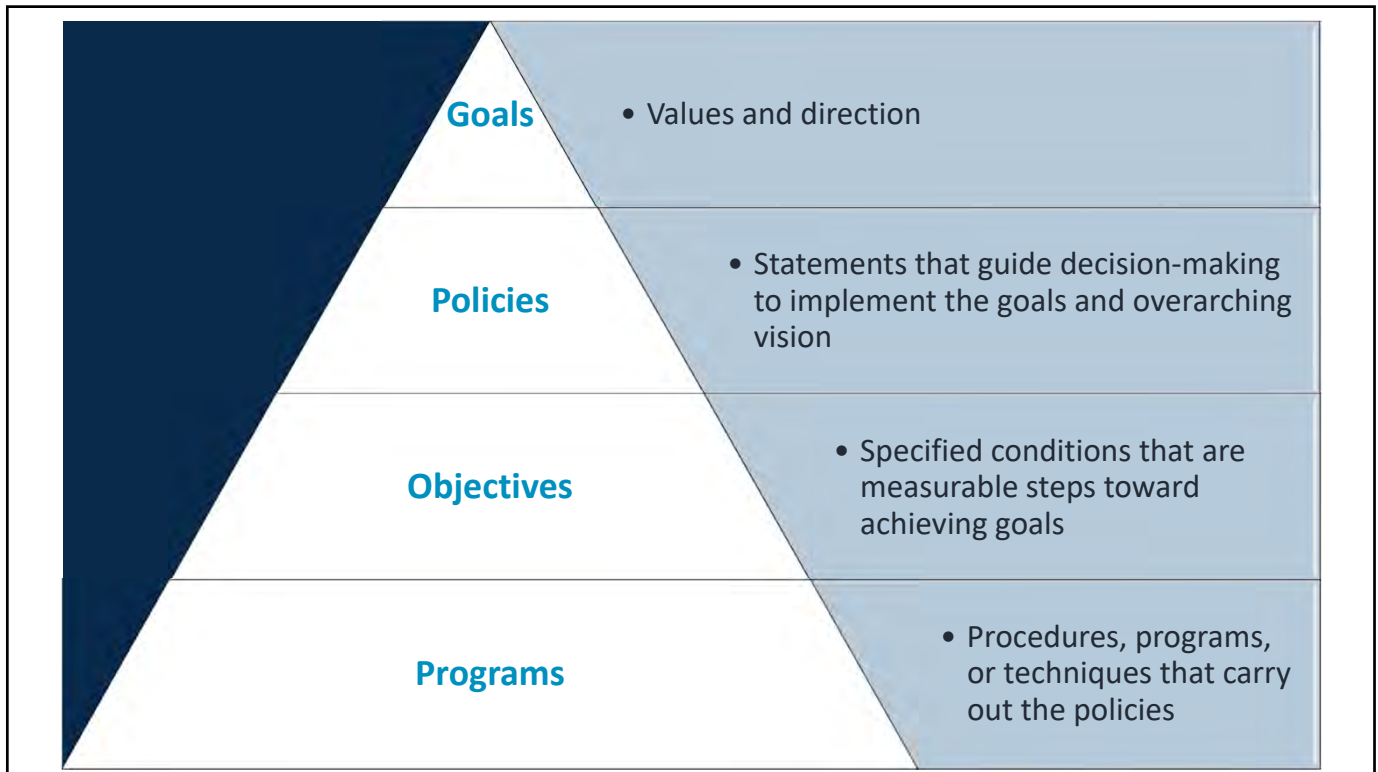 Goals
• Values and direction
Policies
• Statements that guide decision-making
to implement the goals and overarching
vision
Objectives
• Specified conditions that are
measurable steps toward
achieving goals
Programs
• Procedures, programs,
or techniques that carry
out the policies